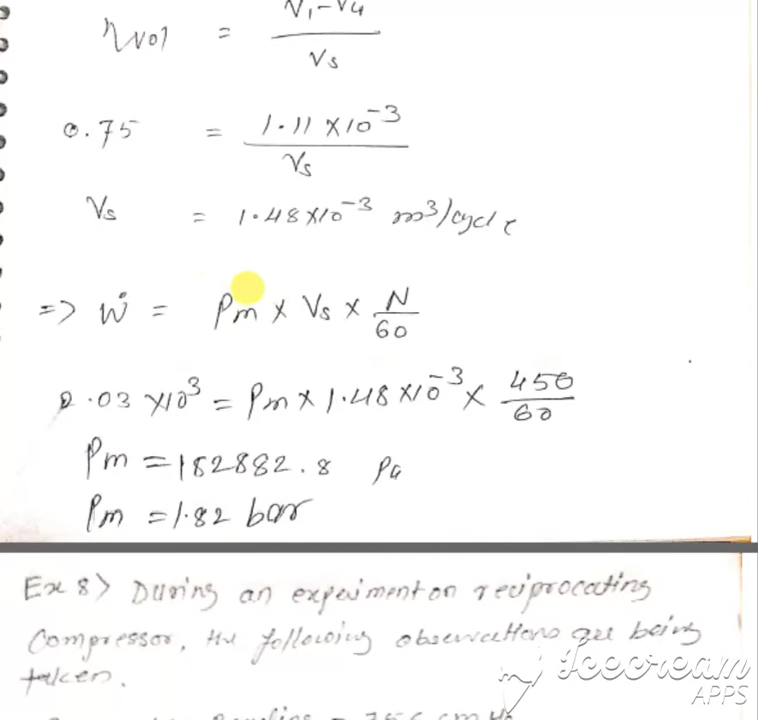 ηvol = V₁-V₄ / Vs
0.75 = 1.11 × 10⁻³ / Vs
Vs = 1.48×10⁻³ m³/cycle
=> Ẇ = Pm × Vs × N/60
2.03 ×10³ = Pm × 1.48 ×10⁻³ × 450/60
Pm = 182882.8 Pa
Pm = 1.82 bar
Ex 8> During an experiment on reciprocating
Compressor, the following observations are being
taken.
Icecream
APPS